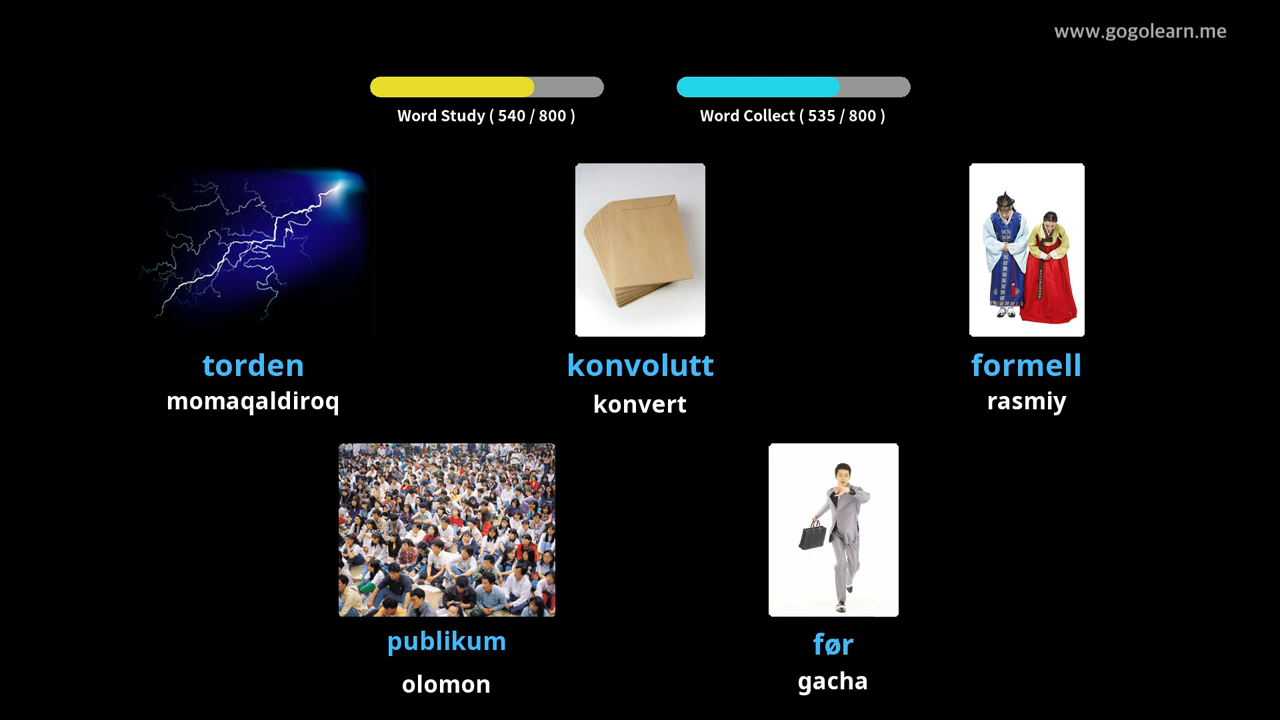 www.gogolearn.me
Word Study ( 540 / 800 )
Word Collect ( 535 / 800 )
torden
momaqaldiroq
konvolutt
konvert
formell
rasmiy
publikum
olomon
før
gacha